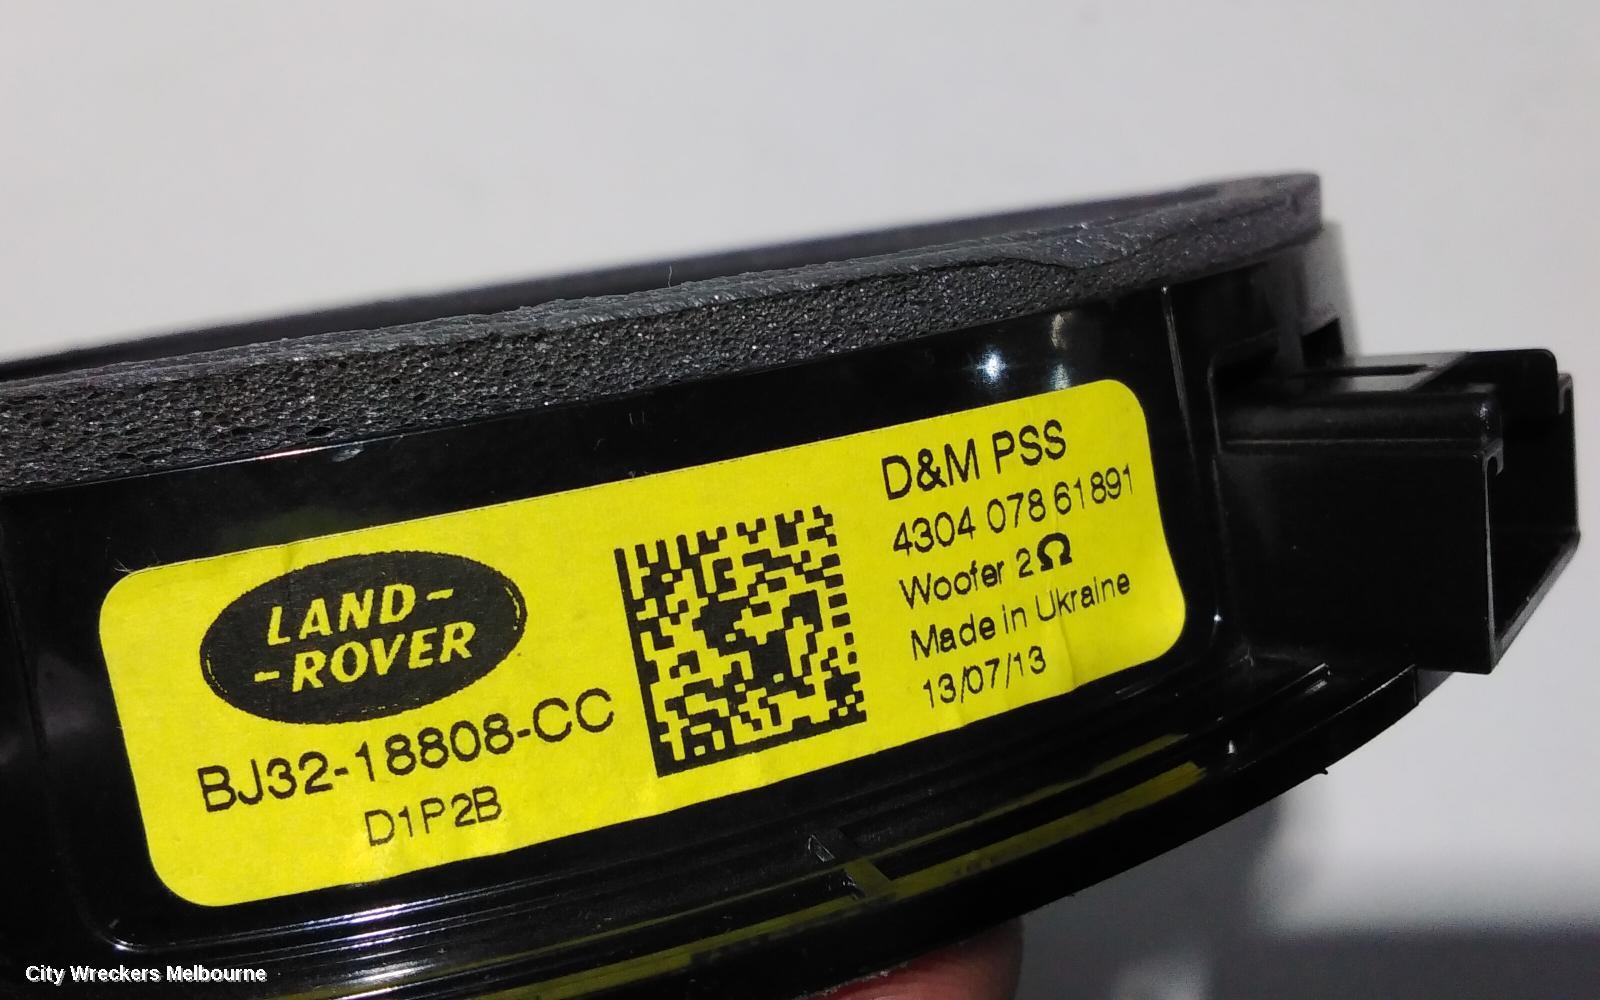 LAND-
-ROVER
BJ32-18808-CC
D1P2B
D&M PSS
4304 078 61891
Woofer 2Ω
Made in Ukraine
13/07/13
City Wreckers Melbourne